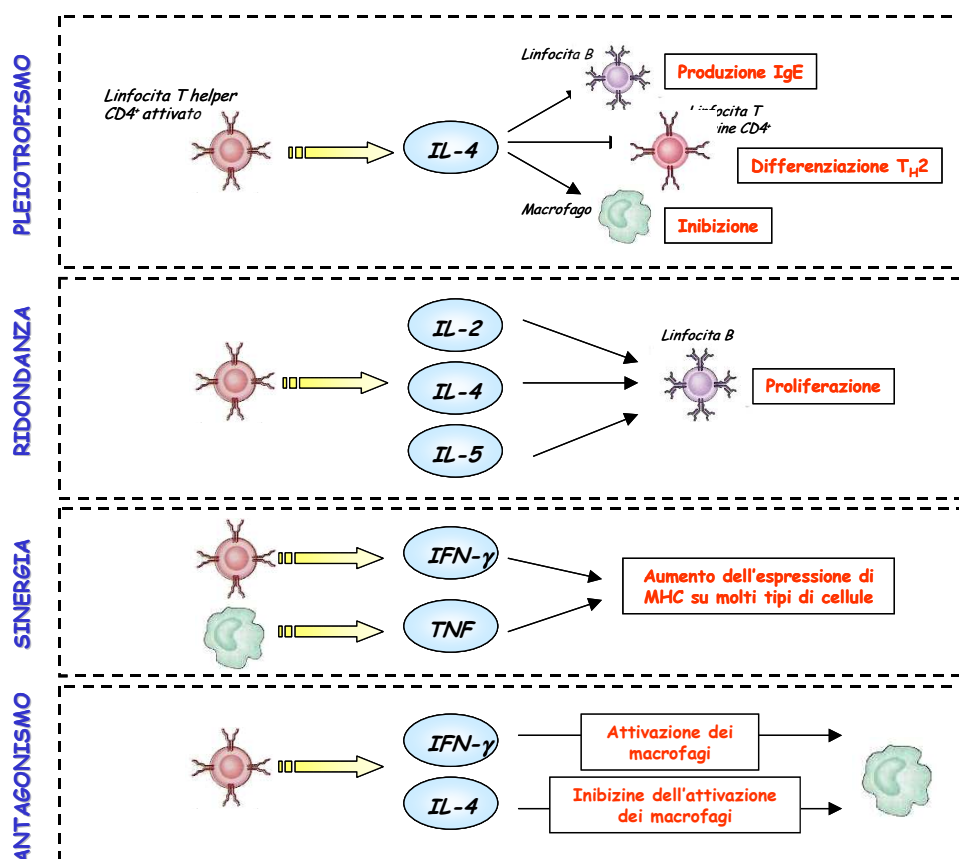 PLEIOTROPISMO
Linfocita T helper
CD4+ attivato
IL-4
Linfocita B
Produzione IgE
Linfocita T
CD4+
Differenziazione TH2
Macrofago
Inibizione
RIDONDANZA
IL-2
IL-4
IL-5
Linfocita B
Proliferazione
SINERGIA
IFN-γ
TNF
Aumento dell'espressione di
MHC su molti tipi di cellule
ANTAGONISMO
IFN-γ
IL-4
Attivazione dei
macrofagi
Inibizine dell'attivazione
dei macrofagi